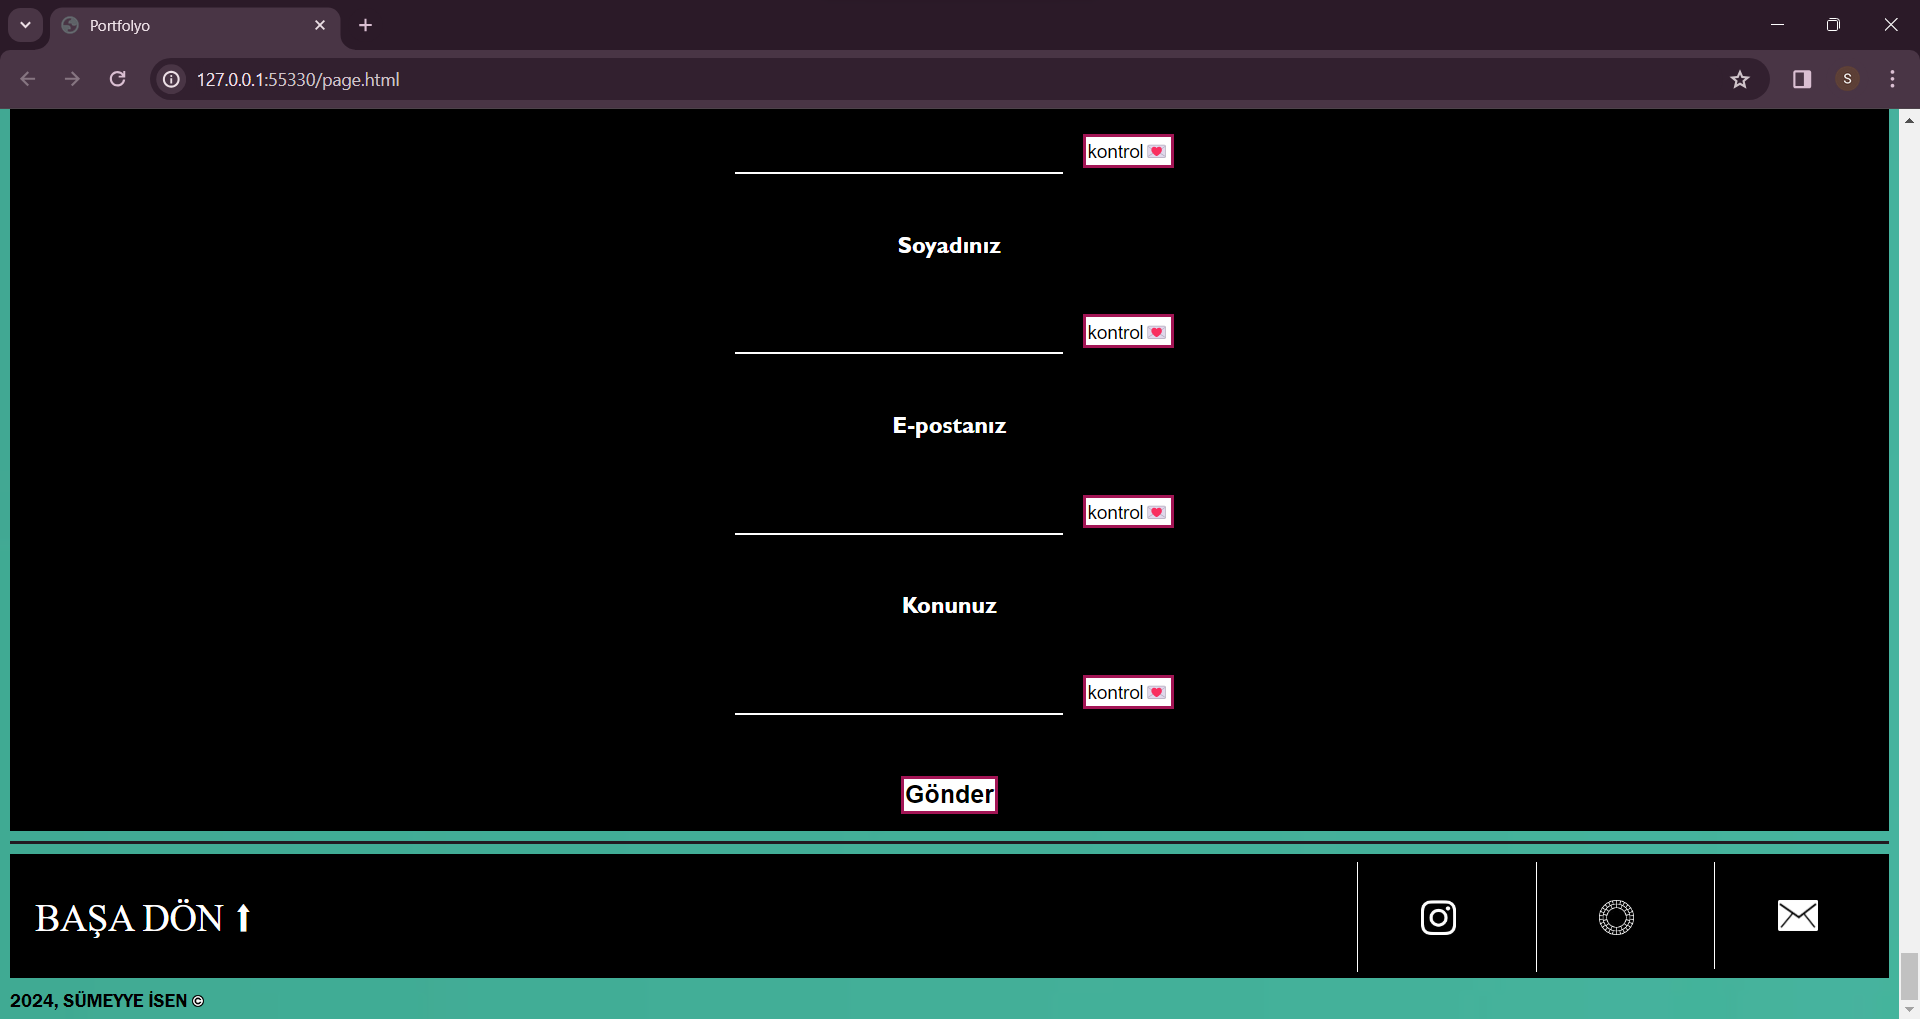 Portfolyo
127.0.0.1:55330/page.html
S
kontrol💌
Soyadınız
kontrol💌
E-postanız
kontrol💌
Konunuz
kontrol💌
Gönder
BAŞA DÖN ⬆
2024, SÜMEYYE İSEN ©